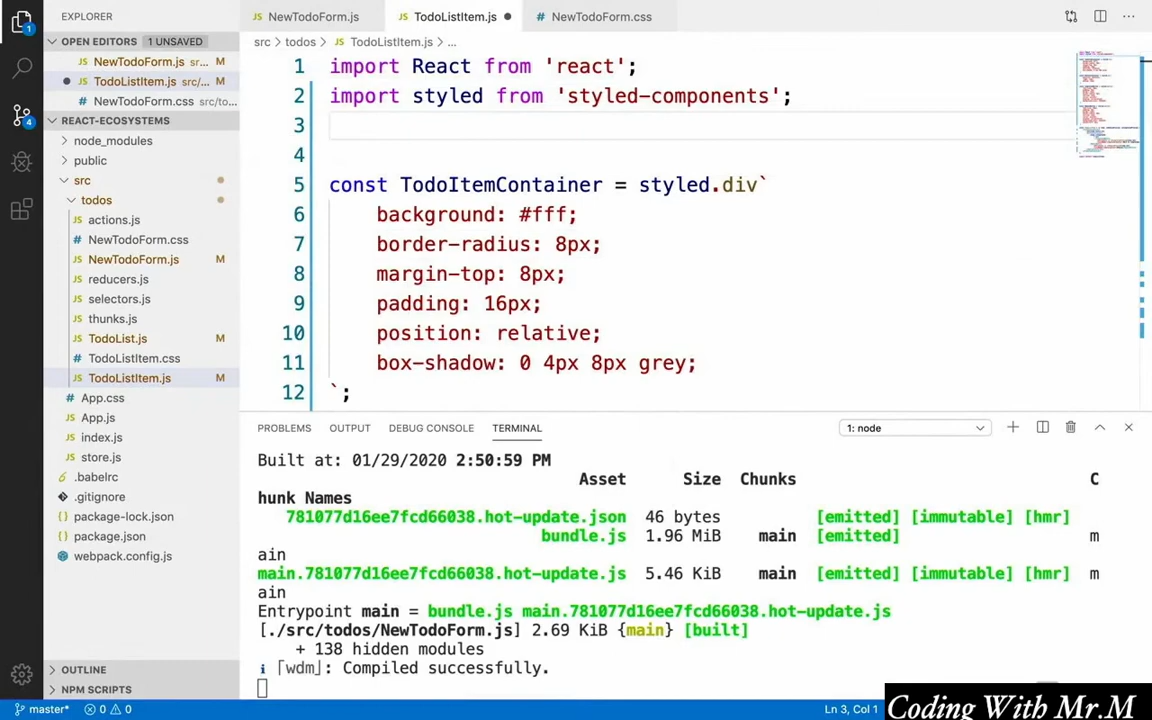 EXPLORER
NewTodoForm.js
TodoListItem.js
NewTodoForm.css
OPEN EDITORS 1 UNSAVED
src > todos > TodoListItem.js > ...
NewTodoForm.js sr... M
TodoListItem.js src/... M
NewTodoForm.css src/to...
REACT-ECOSYSTEMS
node_modules
public
src
todos
actions.js
NewTodoForm.css
NewTodoForm.js M
reducers.js
selectors.js
thunks.js
TodoList.js M
TodoListItem.css
TodoListItem.js M
App.css
App.js
index.js
store.js
.babelrc
.gitignore
package-lock.json
package.json
webpack.config.js
OUTLINE
NPM SCRIPTS
1 import React from 'react';
2 import styled from 'styled-components';
3
4
5 const TodoItemContainer = styled.div`
6 background: #fff;
7 border-radius: 8px;
8 margin-top: 8px;
9 padding: 16px;
10 position: relative;
11 box-shadow: 0 4px 8px grey;
12 `;
PROBLEMS OUTPUT DEBUG CONSOLE TERMINAL 1: node
Built at: 01/29/2020 2:50:59 PM
Asset Size Chunks C
hunk Names
781077d16ee7fcd66038.hot-update.json 46 bytes [emitted] [immutable] [hmr]
bundle.js 1.96 MiB main [emitted] m
ain
main.781077d16ee7fcd66038.hot-update.js 5.46 KiB main [emitted] [immutable] [hmr] m
ain
Entrypoint main = bundle.js main.781077d16ee7fcd66038.hot-update.js
[./src/todos/NewTodoForm.js] 2.69 KiB {main} [built]
+ 138 hidden modules
i ｢wdm｣: Compiled successfully.
master* 0 0
Ln 3, Col 1
Coding With Mr.M
1
4